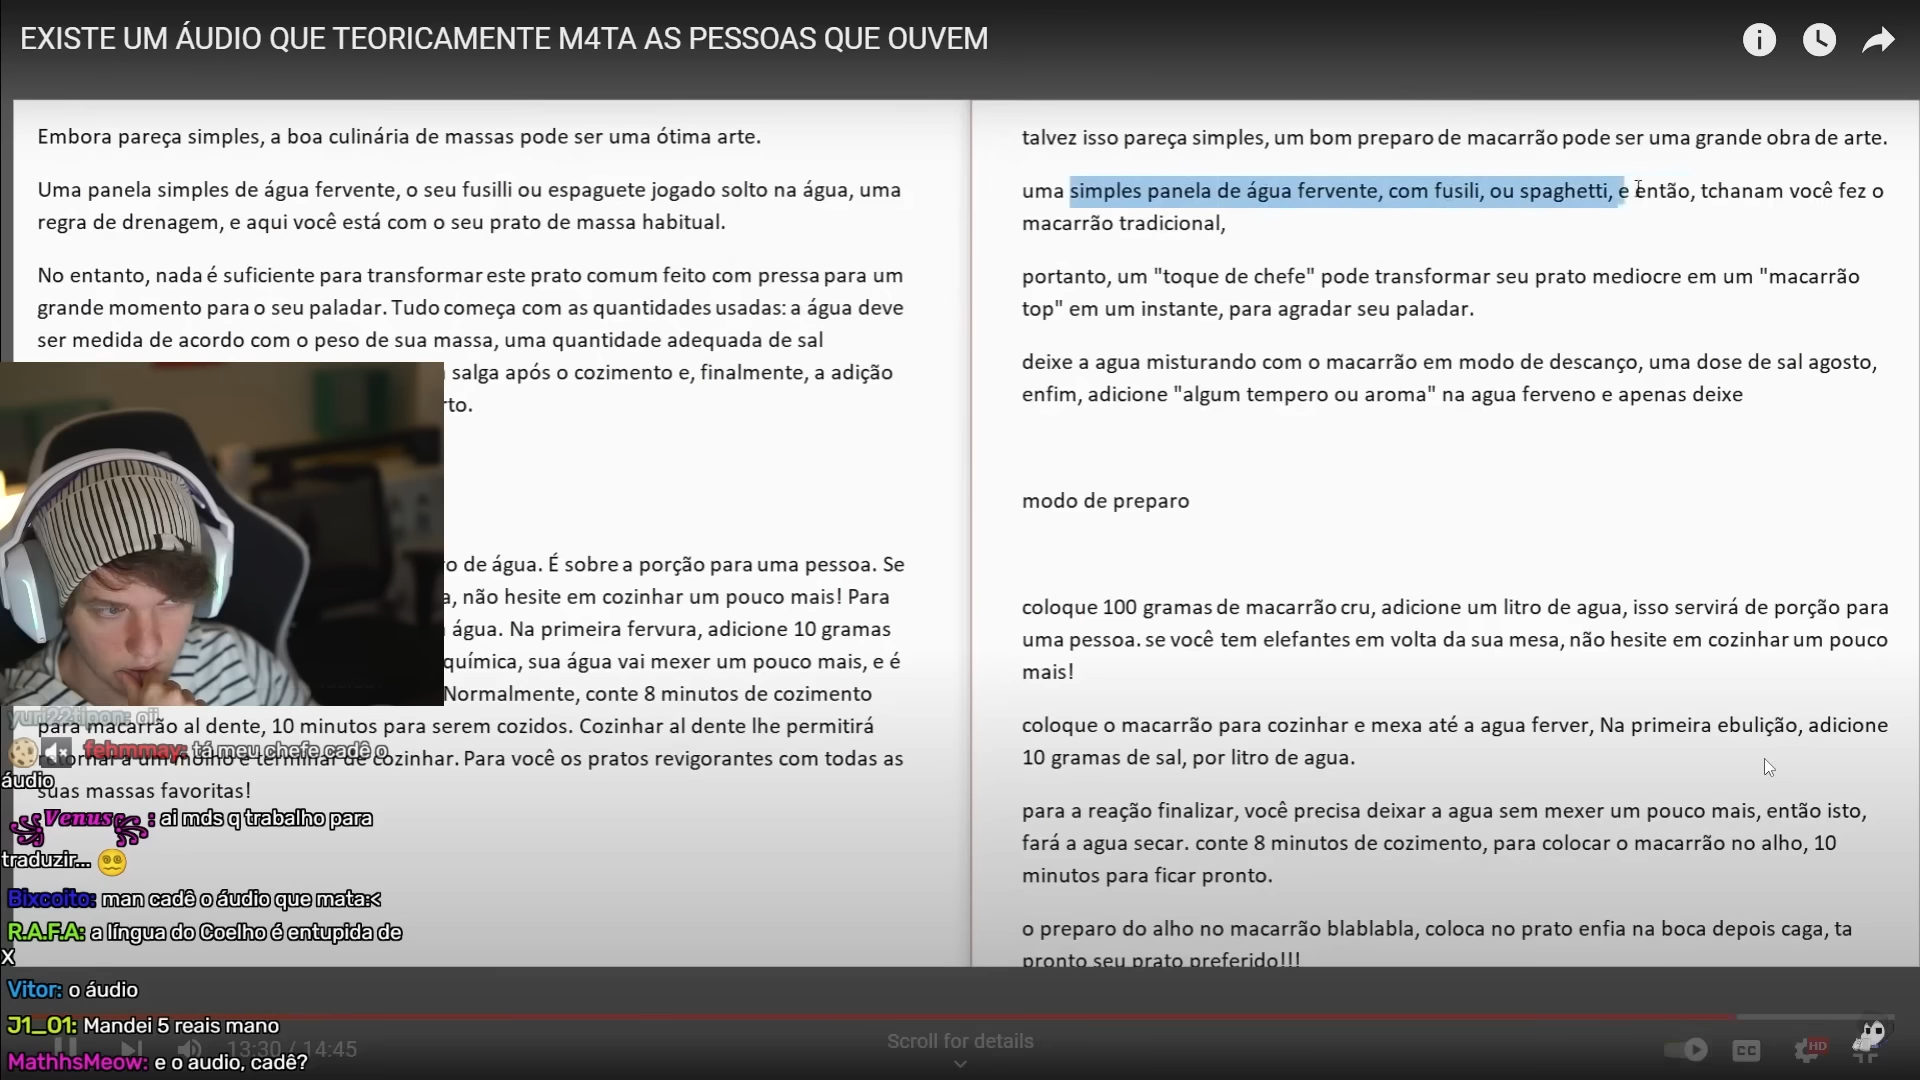 EXISTE UM ÁUDIO QUE TEORICAMENTE M4TA AS PESSOAS QUE OUVEM
Embora pareça simples, a boa culinária de massas pode ser uma ótima arte.
Uma panela simples de água fervente, o seu fusilli ou espaguete jogado solto na água, uma
regra de drenagem, e aqui você está com o seu prato de massa habitual.
No entanto, nada é suficiente para transformar este prato comum feito com pressa para um
grande momento para o seu paladar. Tudo começa com as quantidades usadas: a água deve
ser medida de acordo com o peso de sua massa, uma quantidade adequada de sal
salga após o cozimento e, finalmente, a adição
rto.
ro de água. É sobre a porção para uma pessoa. Se
a, não hesite em cozinhar um pouco mais! Para
água. Na primeira fervura, adicione 10 gramas
química, sua água vai mexer um pouco mais, e é
Normalmente, conte 8 minutos de cozimento
para macarrão al dente, 10 minutos para serem cozidos. Cozinhar al dente lhe permitirá
retornar a um molho e terminar de cozinhar. Para você os pratos revigorantes com todas as
suas massas favoritas!
talvez isso pareça simples, um bom preparo de macarrão pode ser uma grande obra de arte.
uma simples panela de água fervente, com fusili, ou spaghetti, e então, tchanam você fez o
macarrão tradicional,
portanto, um "toque de chefe" pode transformar seu prato mediocre em um "macarrão
top" em um instante, para agradar seu paladar.
deixe a agua misturando com o macarrão em modo de descanço, uma dose de sal agosto,
enfim, adicione "algum tempero ou aroma" na agua ferveno e apenas deixe
modo de preparo
coloque 100 gramas de macarrão cru, adicione um litro de agua, isso servirá de porção para
uma pessoa. se você tem elefantes em volta da sua mesa, não hesite em cozinhar um pouco
mais!
coloque o macarrão para cozinhar e mexa até a agua ferver, Na primeira ebulição, adicione
10 gramas de sal, por litro de agua.
para a reação finalizar, você precisa deixar a agua sem mexer um pouco mais, então isto,
fará a agua secar. conte 8 minutos de cozimento, para colocar o macarrão no alho, 10
minutos para ficar pronto.
o preparo do alho no macarrão blablabla, coloca no prato enfia na boca depois caga, ta
pronto seu prato preferido!!!
yuri22tipon: oii
febmmay: tá meu chefe cadê o
áudio
Venus: ai mds q trabalho para
traduzir...
Bixcoito: man cadê o áudio que mata:<
R.A.F.A: a língua do Coelho é entupida de
X
Vitor: o áudio
J1_01: Mandei 5 reais mano
MathhsMeow: e o audio, cadê?
13:30 / 14:45
Scroll for details
CC
HD